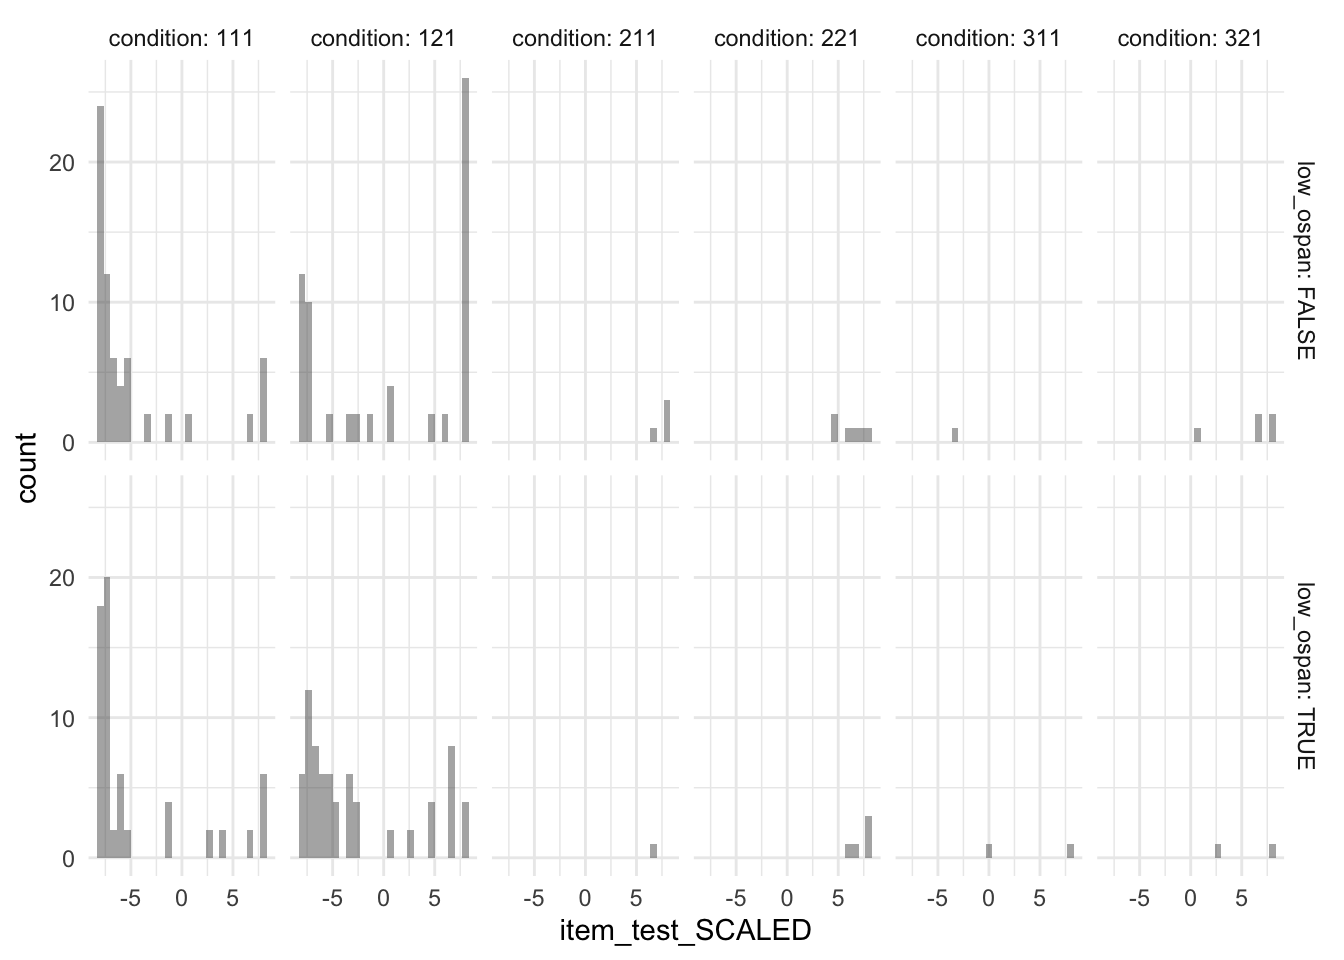 condition: 111 condition: 121 condition: 211 condition: 221 condition: 311 condition: 321
20
10
0
low_ospan: FALSE
count
20
10
0
low_ospan: TRUE
-5 0 5 -5 0 5 -5 0 5 -5 0 5 -5 0 5 -5 0 5
item_test_SCALED